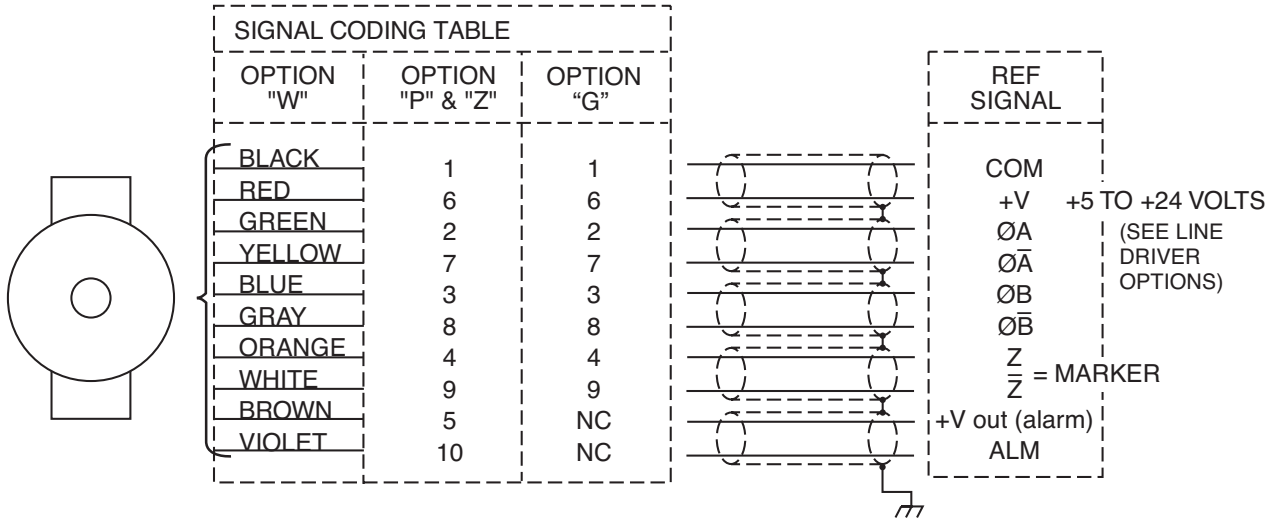 SIGNAL CODING TABLE
OPTION "W" OPTION "P" & "Z" OPTION “G” REF SIGNAL
BLACK 1 1 COM
RED 6 6 +V +5 TO +24 VOLTS
GREEN 2 2 ØA (SEE LINE
YELLOW 7 7 ØA̅ DRIVER
BLUE 3 3 ØB OPTIONS)
GRAY 8 8 ØB̅
ORANGE 4 4 Z
WHITE 9 9 Z̅ = MARKER
BROWN 5 NC +V out (alarm)
VIOLET 10 NC ALM